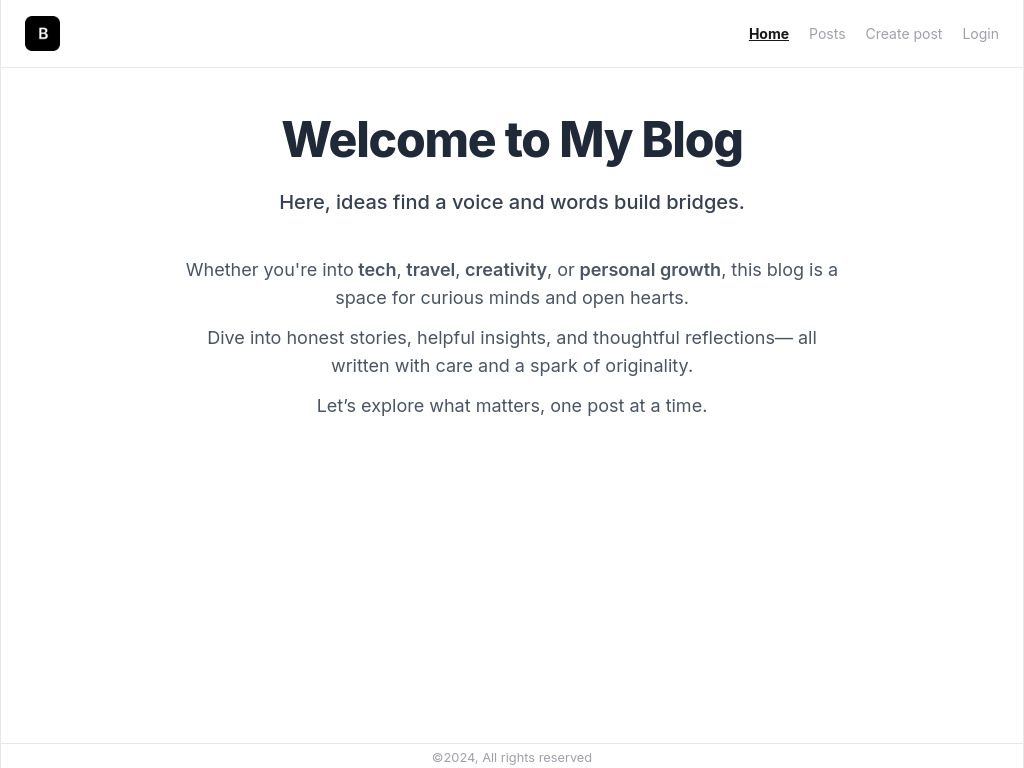 B
Home Posts Create post Login
Welcome to My Blog
Here, ideas find a voice and words build bridges.
Whether you're into tech, travel, creativity, or personal growth, this blog is a
space for curious minds and open hearts.
Dive into honest stories, helpful insights, and thoughtful reflections— all
written with care and a spark of originality.
Let’s explore what matters, one post at a time.
©2024, All rights reserved